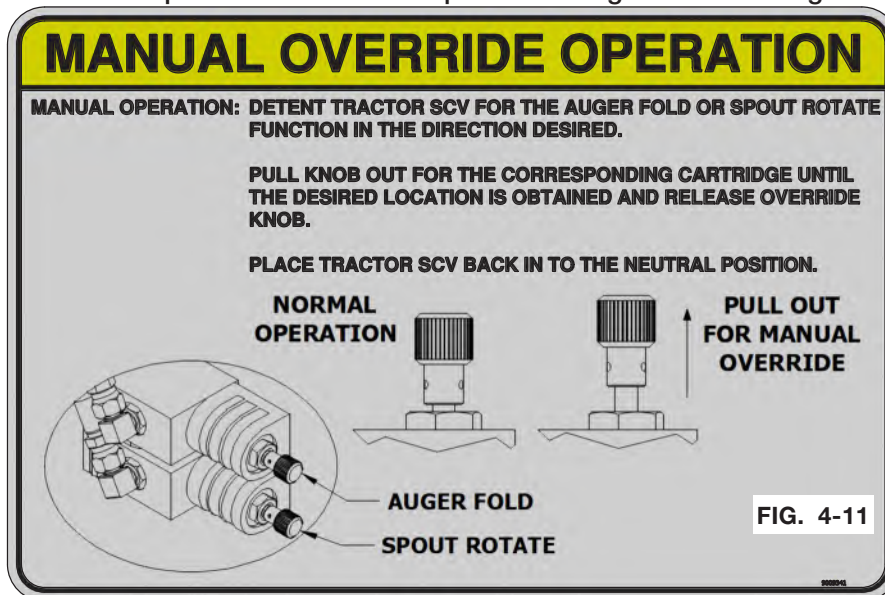 MANUAL OVERRIDE OPERATION
MANUAL OPERATION: DETENT TRACTOR SCV FOR THE AUGER FOLD OR SPOUT ROTATE
FUNCTION IN THE DIRECTION DESIRED.
PULL KNOB OUT FOR THE CORRESPONDING CARTRIDGE UNTIL
THE DESIRED LOCATION IS OBTAINED AND RELEASE OVERRIDE
KNOB.
PLACE TRACTOR SCV BACK IN TO THE NEUTRAL POSITION.
NORMAL
OPERATION
PULL OUT
FOR MANUAL
OVERRIDE
AUGER FOLD
SPOUT ROTATE
FIG. 4-11